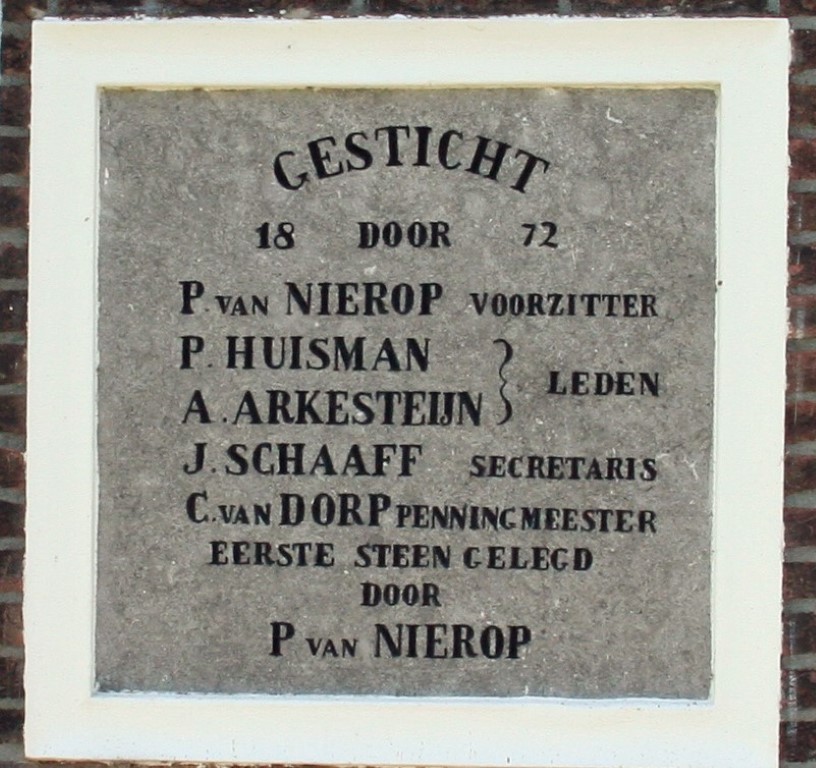 GESTICHT
18 DOOR 72
P. VAN NIEROP VOORZITTER
P. HUISMAN
A. ARKESTEIJN } LEDEN
J. SCHAAFF SECRETARIS
C. VAN DORP PENNINGMEESTER
EERSTE STEEN GELEGD
DOOR
P VAN NIEROP